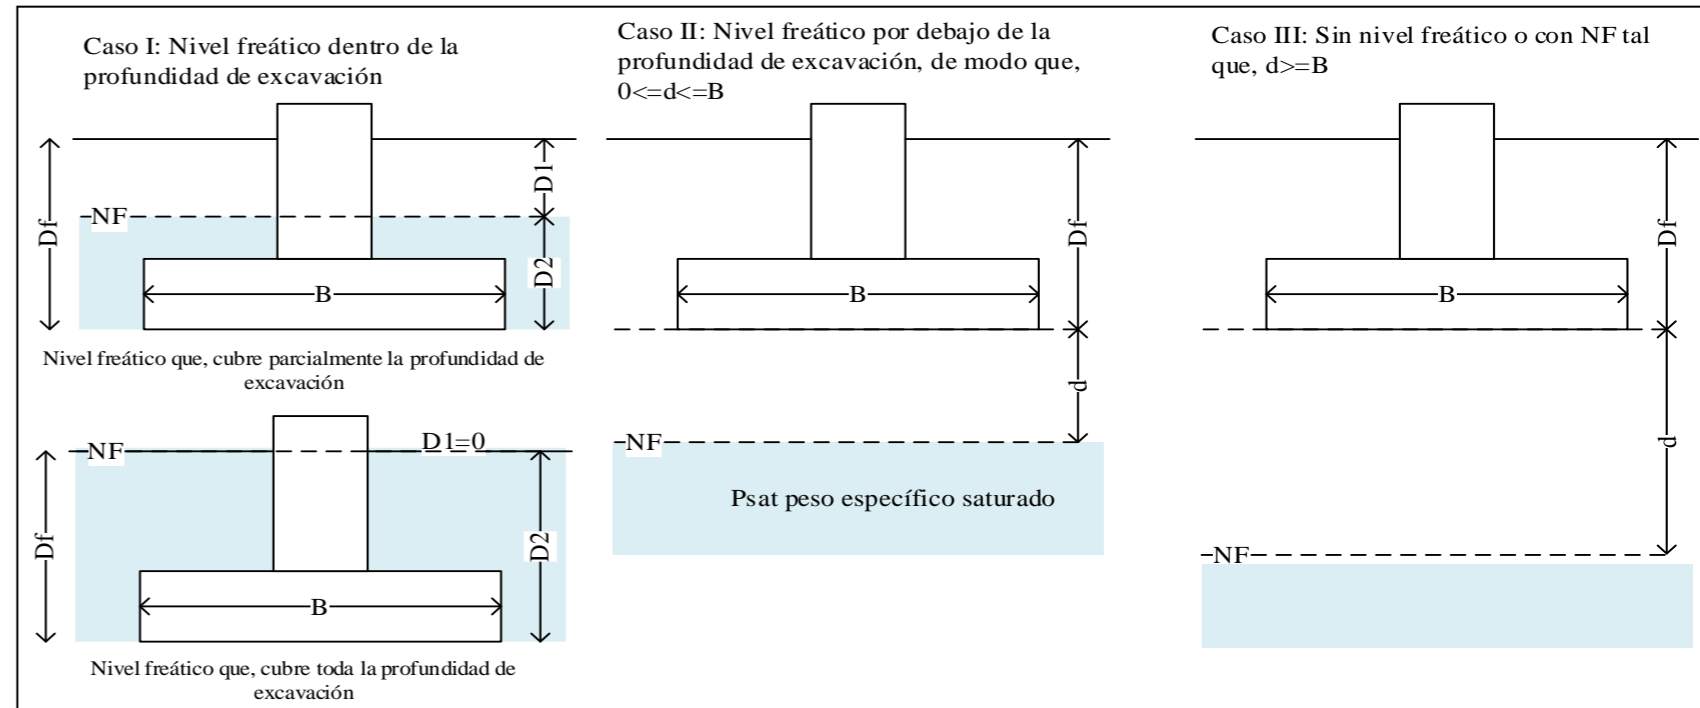 Caso I: Nivel freático dentro de la
profundidad de excavación
Df
NF
D1
D2
B
Nivel freático que, cubre parcialmente la profundidad de
excavación
NF
D1=0
Df
D2
B
Nivel freático que, cubre toda la profundidad de
excavación
Caso II: Nivel freático por debajo de la
profundidad de excavación, de modo que,
0<=d<=B
Df
B
d
NF
Psat peso específico saturado
Caso III: Sin nivel freático o con NF tal
que, d>=B
Df
B
d
NF